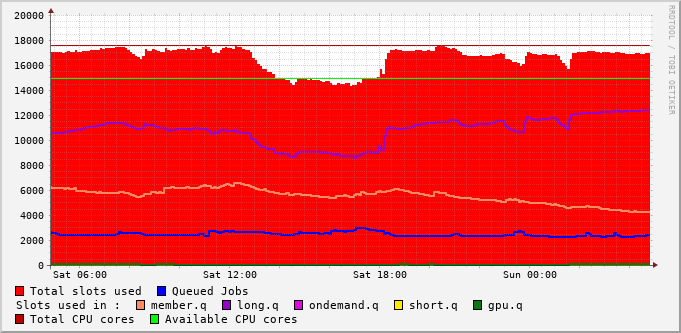 20000
18000
16000
14000
12000
10000
8000
6000
4000
2000
0
Sat 06:00 Sat 12:00 Sat 18:00 Sun 00:00
RRDTOOL / TOBI OETIKER
Total slots used Queued Jobs
Slots used in : member.q long.q ondemand.q short.q gpu.q
Total CPU cores Available CPU cores